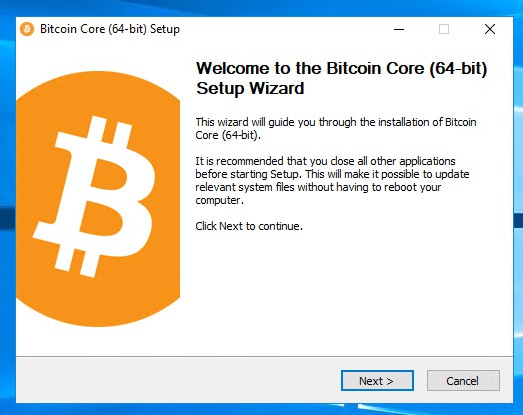 Bitcoin Core (64-bit) Setup
Welcome to the Bitcoin Core (64-bit)
Setup Wizard
This wizard will guide you through the installation of Bitcoin
Core (64-bit).
It is recommended that you close all other applications
before starting Setup. This will make it possible to update
relevant system files without having to reboot your
computer.
Click Next to continue.
Next >
Cancel